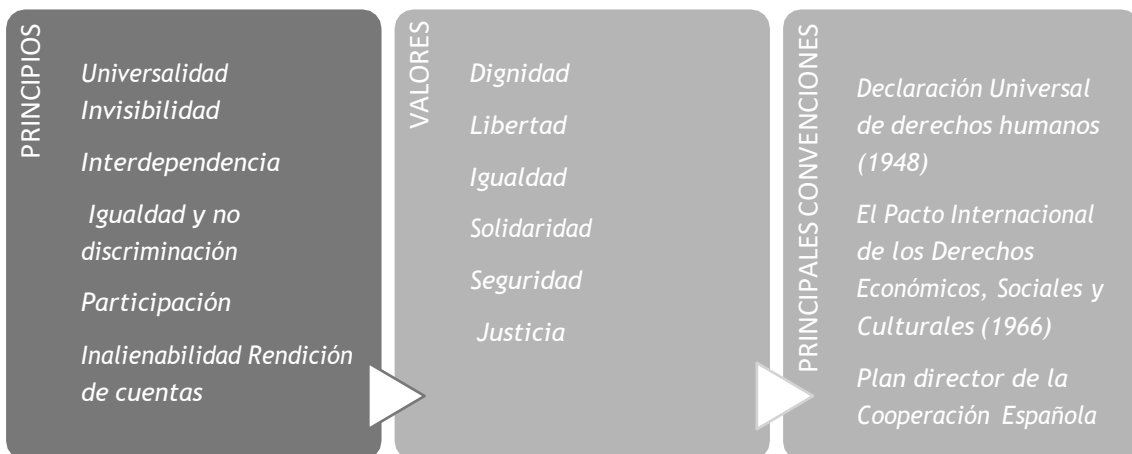 PRINCIPIOS
Universalidad
Invisibilidad
Interdependencia
Igualdad y no
discriminación
Participación
Inalienabilidad Rendición
de cuentas
VALORES
Dignidad
Libertad
Igualdad
Solidaridad
Seguridad
Justicia
PRINCIPALES CONVENCIONES
Declaración Universal
de derechos humanos
(1948)
El Pacto Internacional
de los Derechos
Económicos, Sociales y
Culturales (1966)
Plan director de la
Cooperación Española